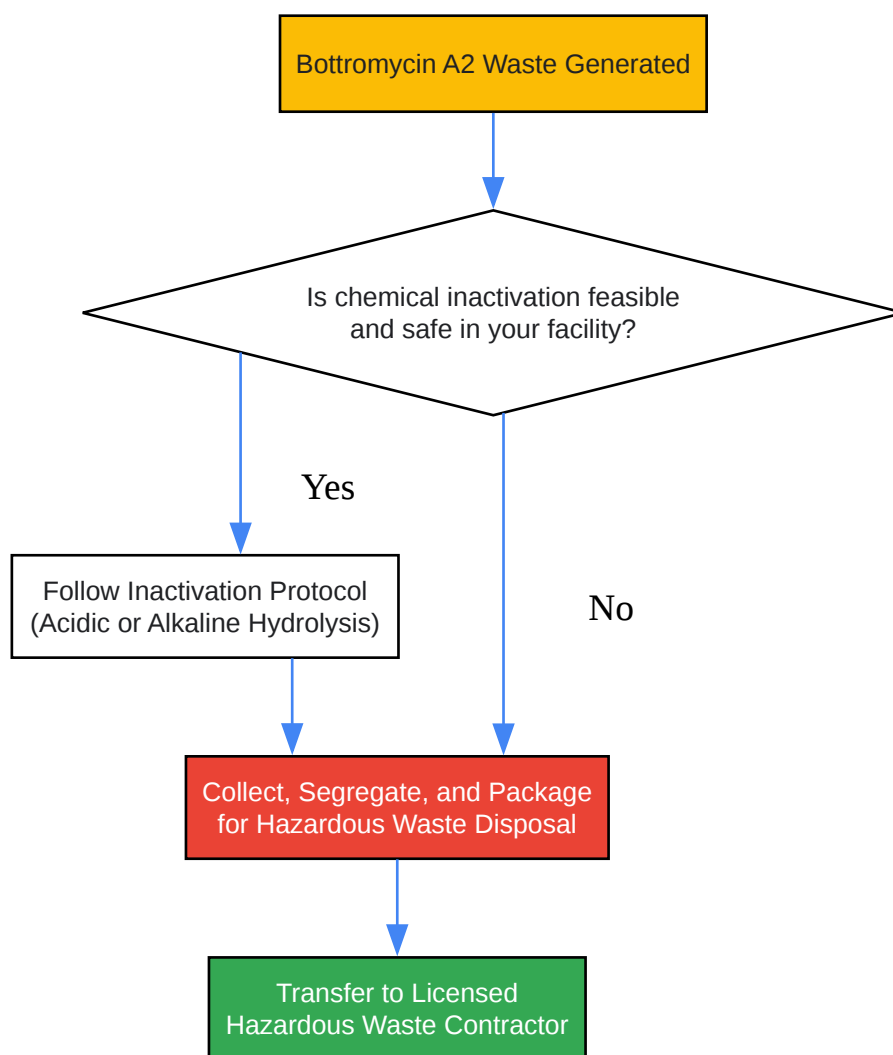 Bottromycin A2 Waste Generated
Is chemical inactivation feasible
and safe in your facility?
Yes
Follow Inactivation Protocol
(Acidic or Alkaline Hydrolysis)
No
Collect, Segregate, and Package
for Hazardous Waste Disposal
Transfer to Licensed
Hazardous Waste Contractor